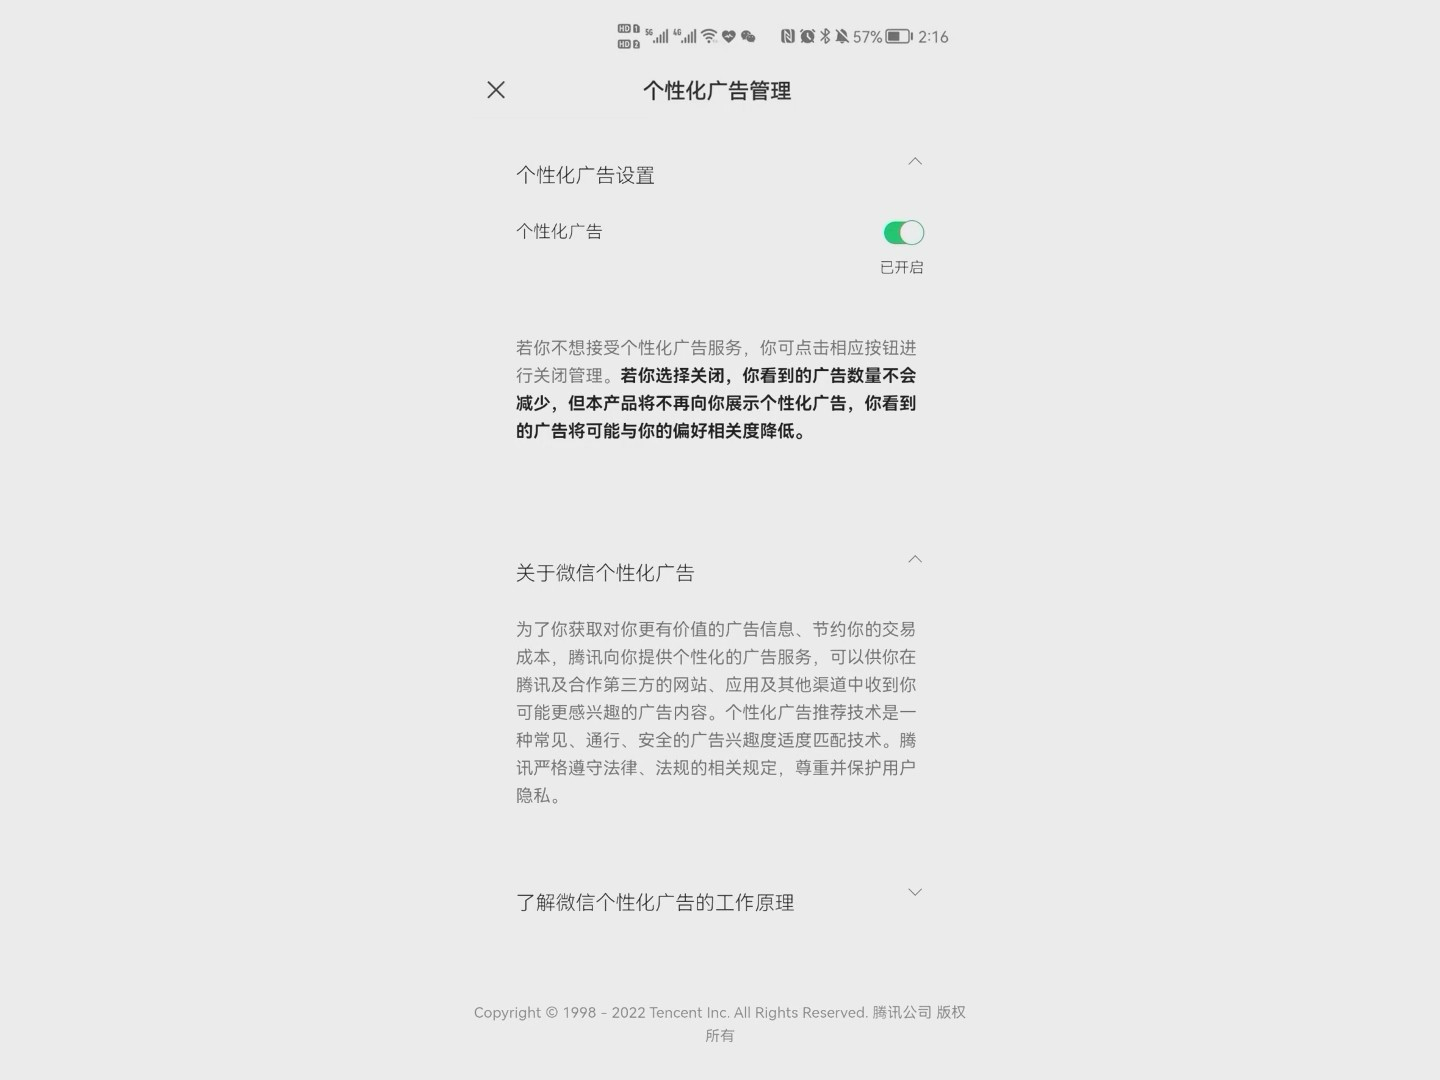 HD 1 5G 4G 57% 2:16
HD 2
个性化广告管理
个性化广告设置
个性化广告
已开启
若你不想接受个性化广告服务，你可点击相应按钮进
行关闭管理。若你选择关闭，你看到的广告数量不会
减少，但本产品将不再向你展示个性化广告，你看到
的广告将可能与你的偏好相关度降低。
关于微信个性化广告
为了你获取对你更有价值的广告信息、节约你的交易
成本，腾讯向你提供个性化的广告服务，可以供你在
腾讯及合作第三方的网站、应用及其他渠道中收到你
可能更感兴趣的广告内容。个性化广告推荐技术是一
种常见、通行、安全的广告兴趣度适度匹配技术。腾
讯严格遵守法律、法规的相关规定，尊重并保护用户
隐私。
了解微信个性化广告的工作原理
Copyright © 1998 - 2022 Tencent Inc. All Rights Reserved. 腾讯公司 版权
所有